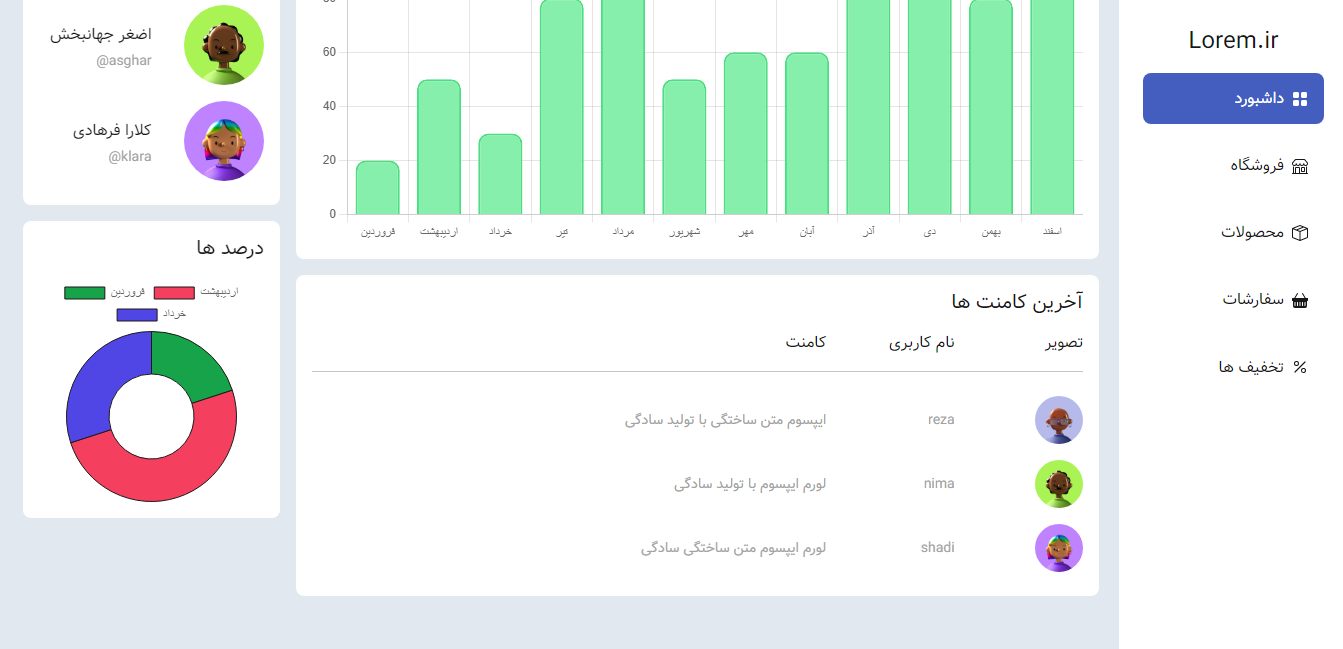 Lorem.ir
داشبورد
فروشگاه
محصولات
سفارشات
تخفیف ها
60
40
20
0
فروردین اردیبهشت خرداد تیر مرداد شهریور مهر آبان آذر دی بهمن اسفند
آخرین کامنت ها
تصویر نام کاربری کامنت
reza ایپسوم متن ساختگی با تولید سادگی
nima لورم ایپسوم با تولید سادگی
shadi لورم ایپسوم متن ساختگی سادگی
اضغر جهانبخش
@asghar
کلارا فرهادی
@klara
درصد ها
فروردین اردیبهشت
خرداد